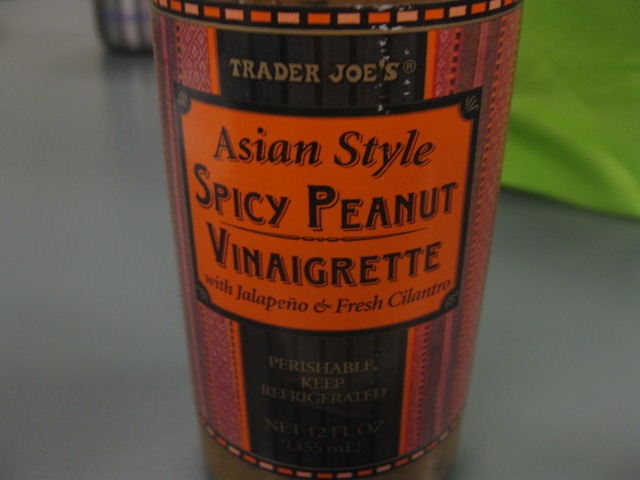 TRADER JOE'S®
Asian Style
SPICY PEANUT
VINAIGRETTE
with Jalapeño & Fresh Cilantro
PERISHABLE,
KEEP
REFRIGERATED
NET 12 FL OZ
(355 mL)